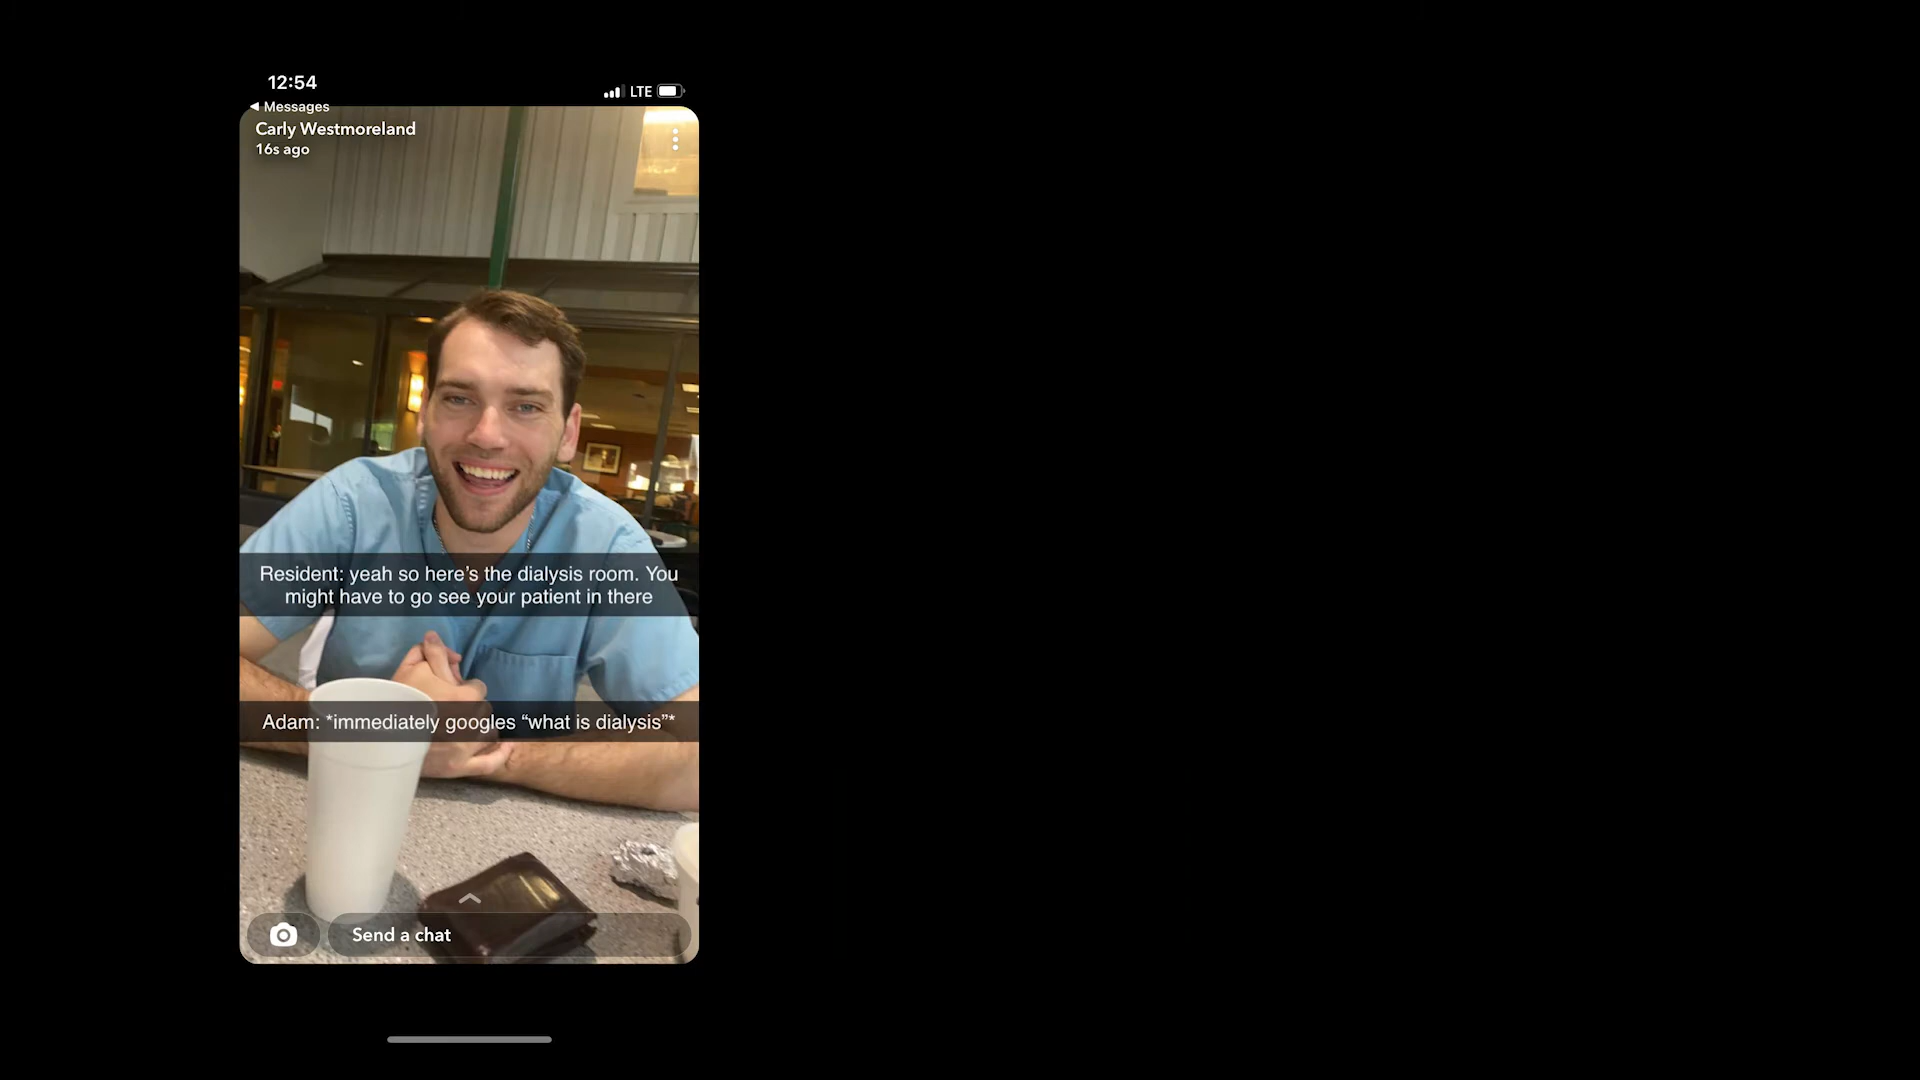 12:54
LTE
Messages
Carly Westmoreland
16s ago
Resident: yeah so here’s the dialysis room. You
might have to go see your patient in there
Adam: *immediately googles “what is dialysis”*
Send a chat